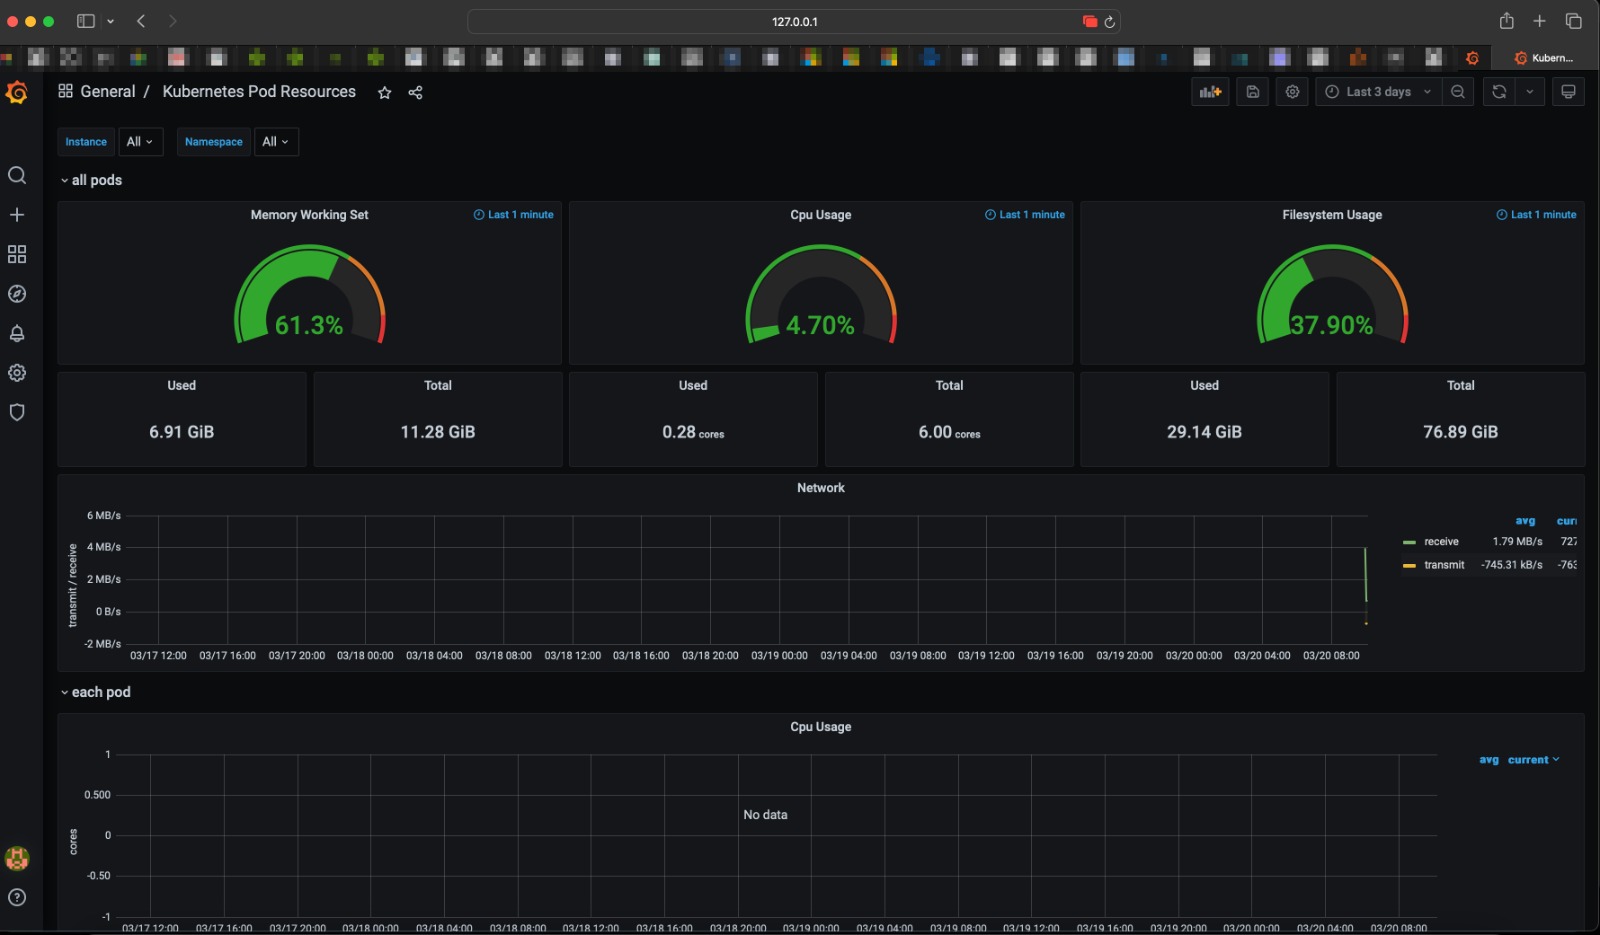 127.0.0.1
Kubern...
General / Kubernetes Pod Resources
Last 3 days
Instance All Namespace All
all pods
Memory Working Set Last 1 minute
Cpu Usage Last 1 minute
Filesystem Usage Last 1 minute
61.3%
4.70%
37.90%
Used Total Used Total Used Total
6.91 GiB 11.28 GiB 0.28 cores 6.00 cores 29.14 GiB 76.89 GiB
Network
transmit / receive
6 MB/s
4 MB/s
2 MB/s
0 B/s
-2 MB/s
03/17 12:00 03/17 16:00 03/17 20:00 03/18 00:00 03/18 04:00 03/18 08:00 03/18 12:00 03/18 16:00 03/18 20:00 03/19 00:00 03/19 04:00 03/19 08:00 03/19 12:00 03/19 16:00 03/19 20:00 03/20 00:00 03/20 04:00 03/20 08:00
avg curr
receive 1.79 MB/s 727
transmit -745.31 kB/s -763
each pod
Cpu Usage
cores
1
0.500
0
-0.50
-1
No data
avg current
03/17 12:00 03/17 16:00 03/17 20:00 03/18 00:00 03/18 04:00 03/18 08:00 03/18 12:00 03/18 16:00 03/18 20:00 03/19 00:00 03/19 04:00 03/19 08:00 03/19 12:00 03/19 16:00 03/19 20:00 03/20 00:00 03/20 04:00 03/20 08:00